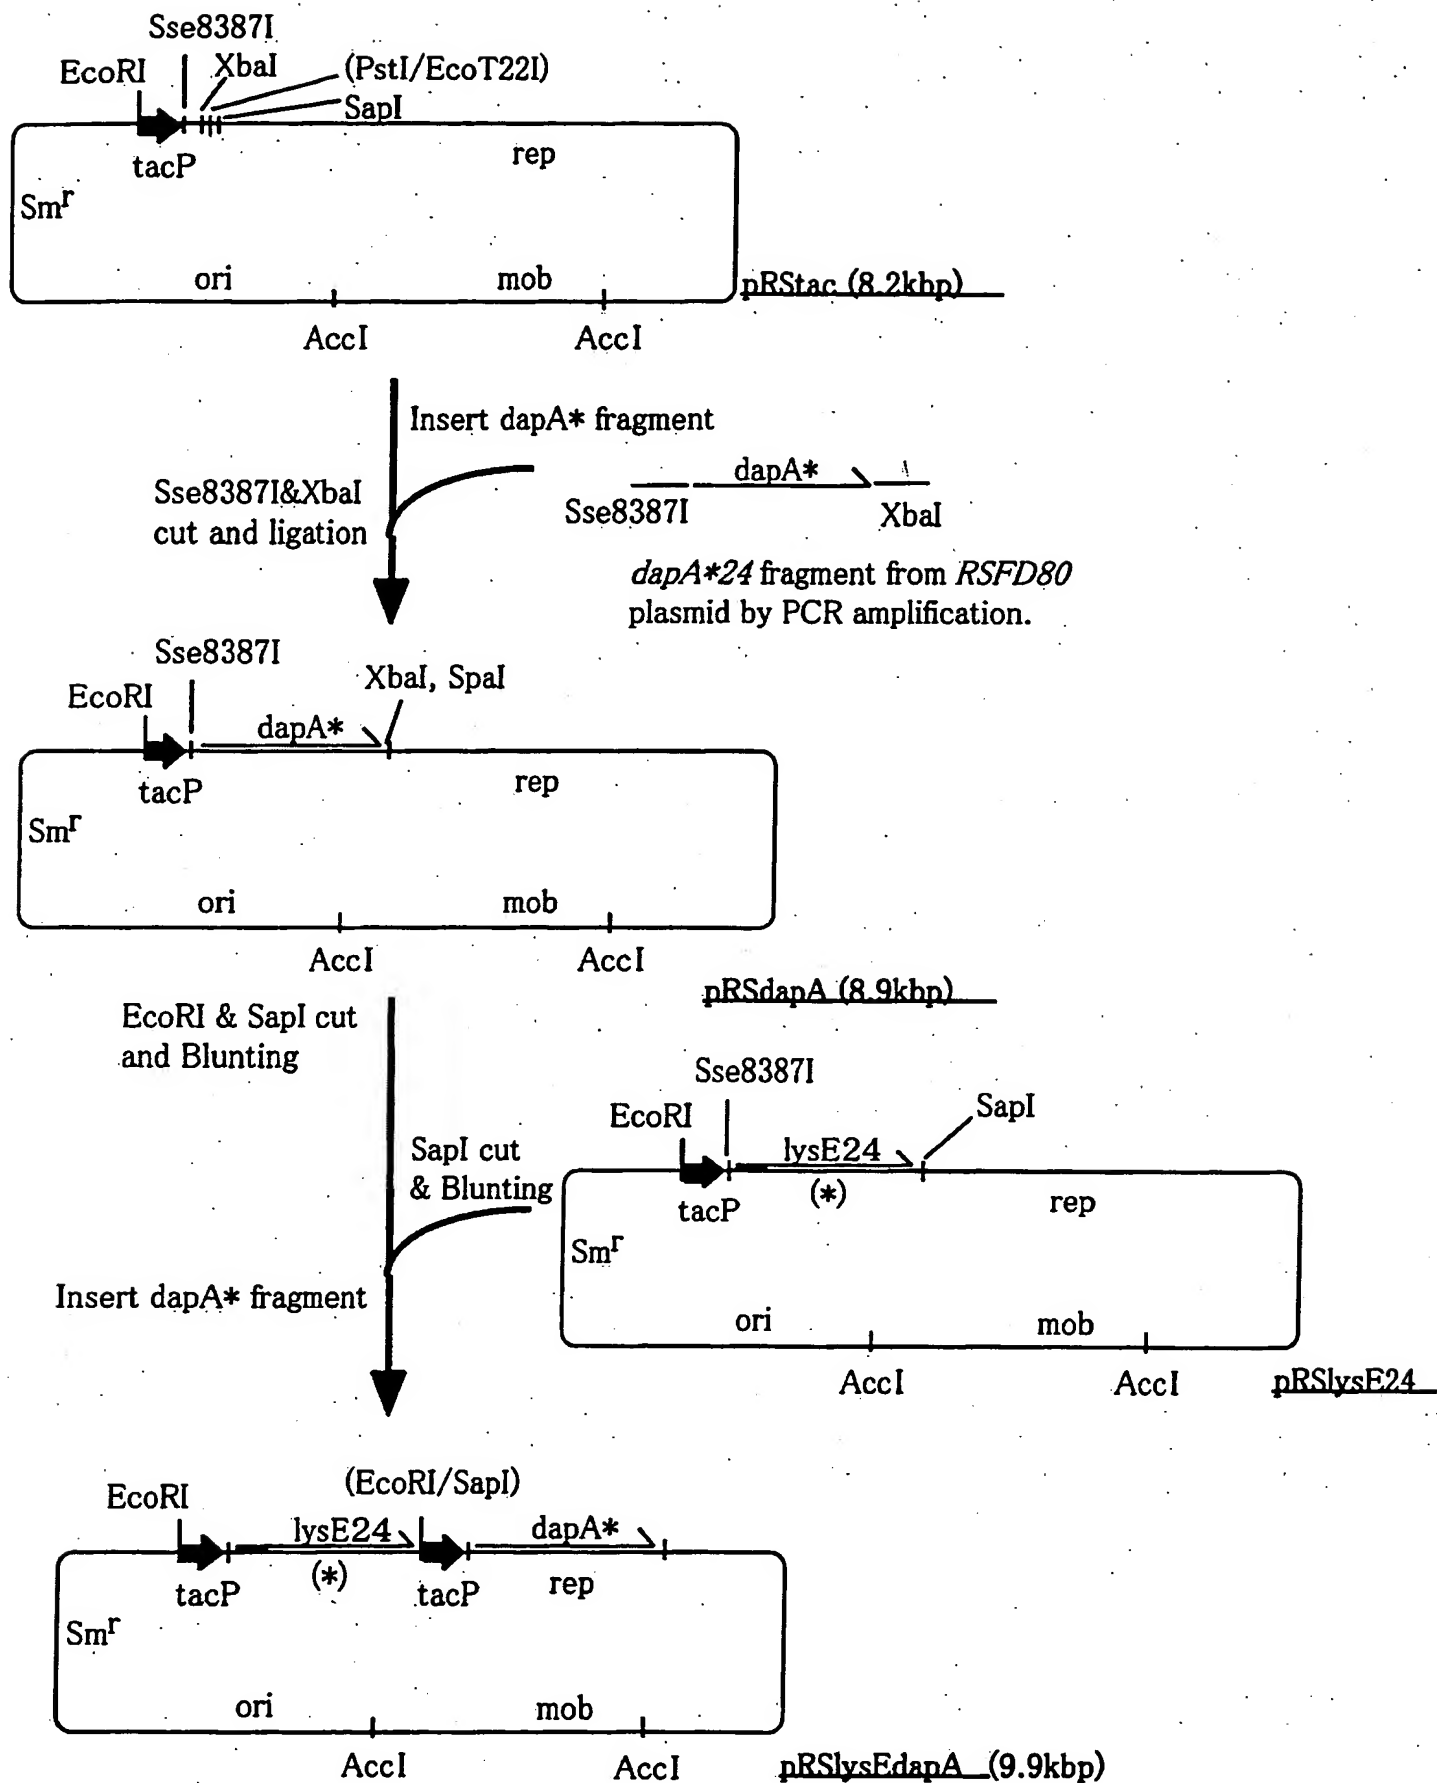 Sse8387I
EcoRI
XbaI
(PstI/EcoT22I)
SapI
tacP
rep
Smr
ori
mob
pRStac (8.2kbp)
AccI
AccI
Insert dapA* fragment
Sse8387I&XbaI
cut and ligation
dapA*
Sse8387I
XbaI
dapA*24 fragment from RSFD80
plasmid by PCR amplification.
Sse8387I
XbaI, SpaI
EcoRI
dapA*
tacP
rep
Smr
ori
mob
AccI
AccI
pRSdapA (8.9kbp)
EcoRI & SapI cut
and Blunting
Sse8387I
EcoRI
SapI
lysE24
(*)
tacP
rep
SapI cut
& Blunting
Smr
Insert dapA* fragment
ori
mob
AccI
AccI
pRSlysE24
(EcoRI/SapI)
EcoRI
lysE24
dapA*
(*)
tacP
tacP
rep
Smr
ori
mob
AccI
AccI
pRSlysEdapA (9.9kbp)